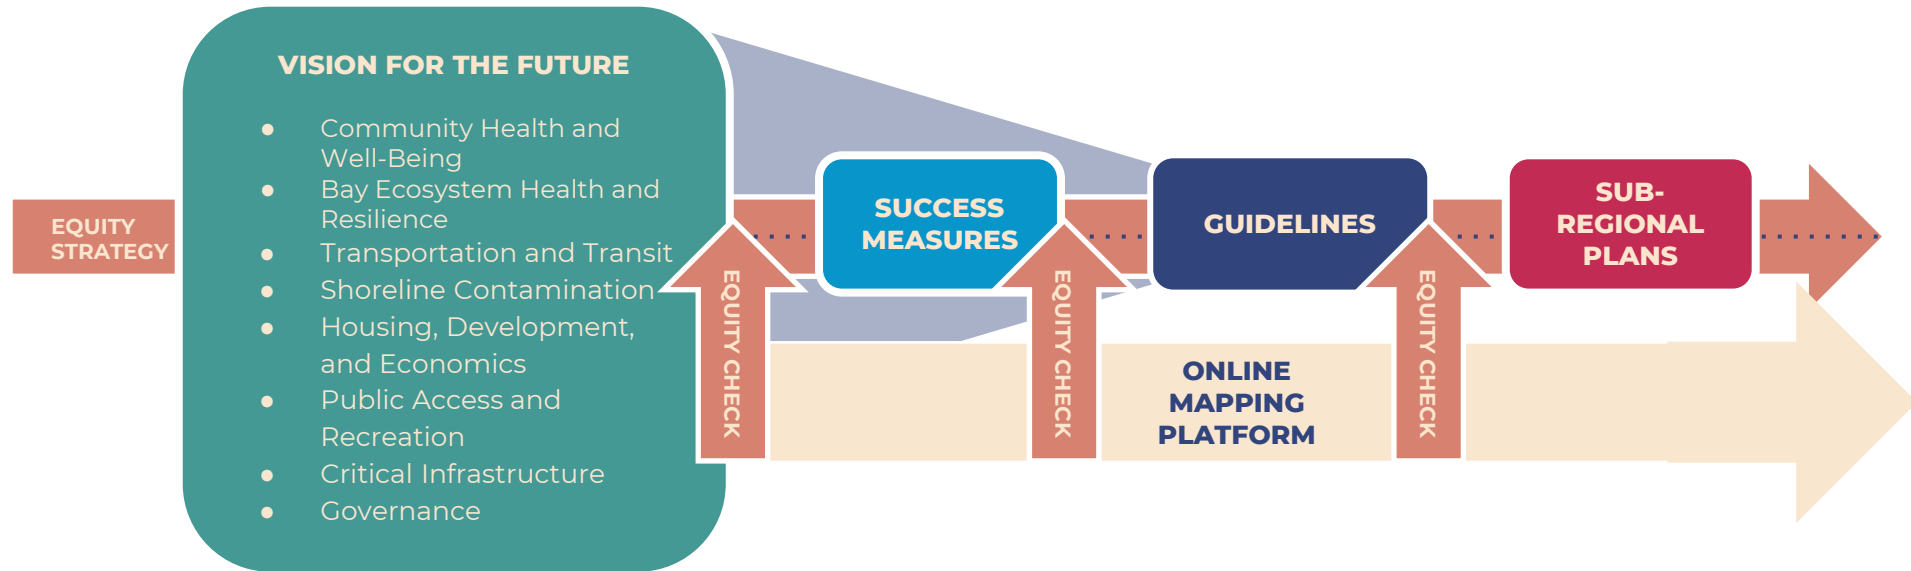 EQUITY
STRATEGY
VISION FOR THE FUTURE
● Community Health and
Well-Being
● Bay Ecosystem Health and
Resilience
● Transportation and Transit
● Shoreline Contamination
● Housing, Development,
and Economics
● Public Access and
Recreation
● Critical Infrastructure
● Governance
EQUITY CHECK
SUCCESS
MEASURES
EQUITY CHECK
GUIDELINES
EQUITY CHECK
SUB-
REGIONAL
PLANS
ONLINE
MAPPING
PLATFORM